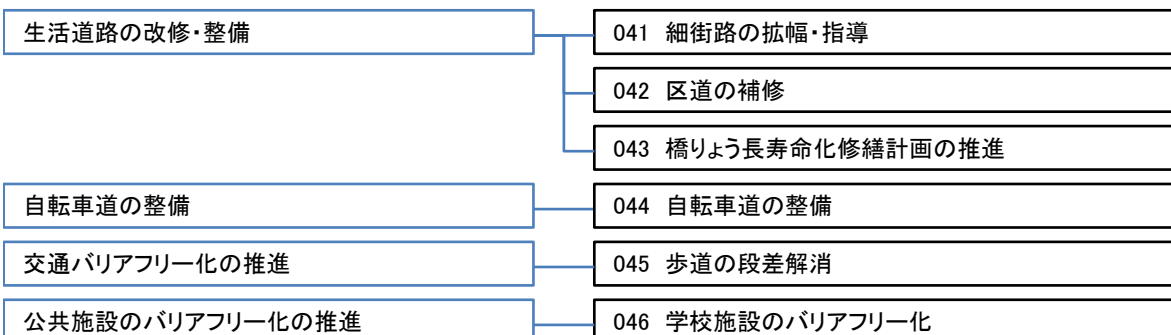 生活道路の改修・整備
041 細街路の拡幅・指導
042 区道の補修
043 橋りょう長寿命化修繕計画の推進
自転車道の整備
044 自転車道の整備
交通バリアフリー化の推進
045 歩道の段差解消
公共施設のバリアフリー化の推進
046 学校施設のバリアフリー化